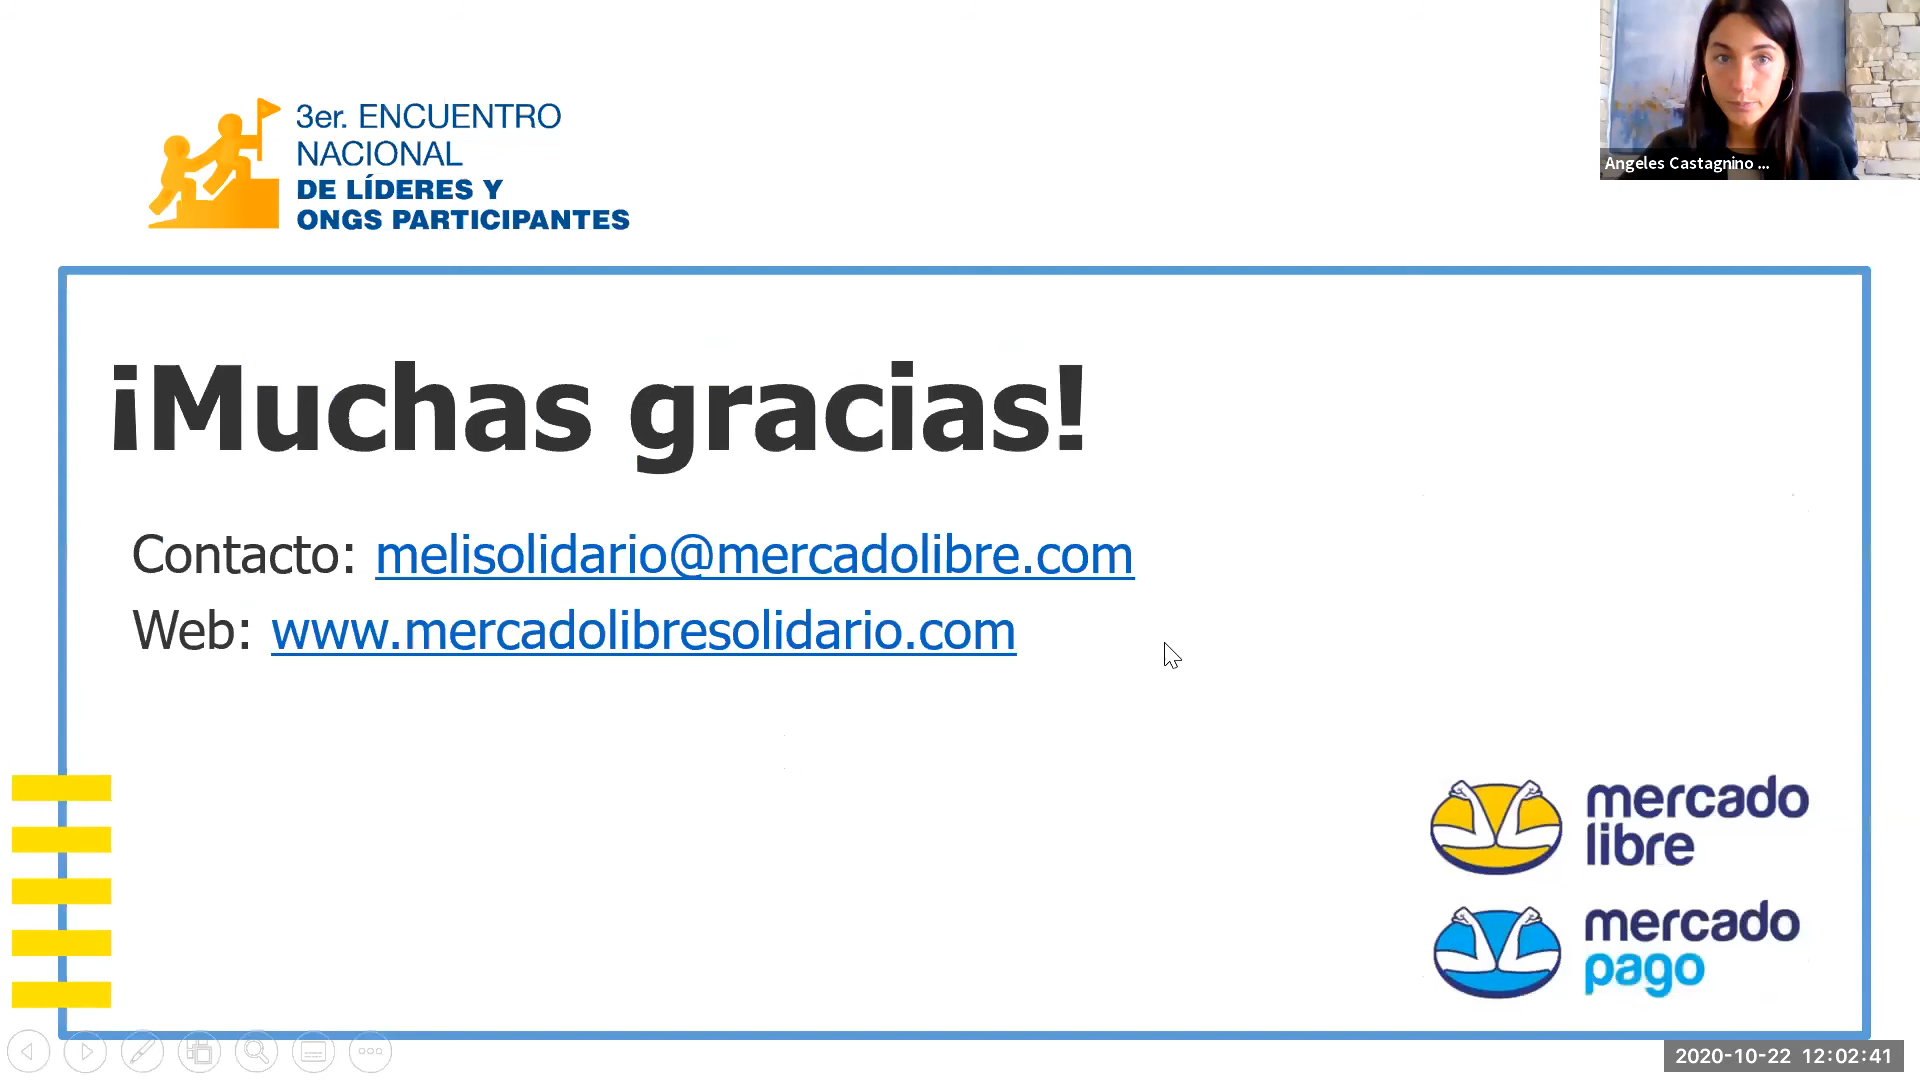 3er. ENCUENTRO
NACIONAL
DE LÍDERES Y
ONGS PARTICIPANTES
Angeles Castagnino ...
¡Muchas gracias!
Contacto: melisolidario@mercadolibre.com
Web: www.mercadolibresolidario.com
mercado
libre
mercado
pago
2020-10-22 12:02:41